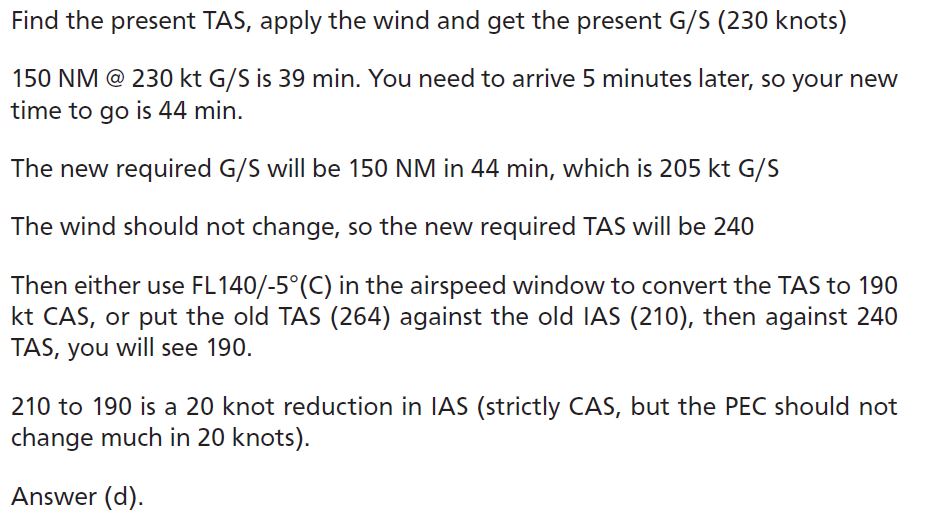 Find the present TAS, apply the wind and get the present G/S (230 knots)
150 NM @ 230 kt G/S is 39 min. You need to arrive 5 minutes later, so your new
time to go is 44 min.
The new required G/S will be 150 NM in 44 min, which is 205 kt G/S
The wind should not change, so the new required TAS will be 240
Then either use FL140/-5°(C) in the airspeed window to convert the TAS to 190
kt CAS, or put the old TAS (264) against the old IAS (210), then against 240
TAS, you will see 190.
210 to 190 is a 20 knot reduction in IAS (strictly CAS, but the PEC should not
change much in 20 knots).
Answer (d).